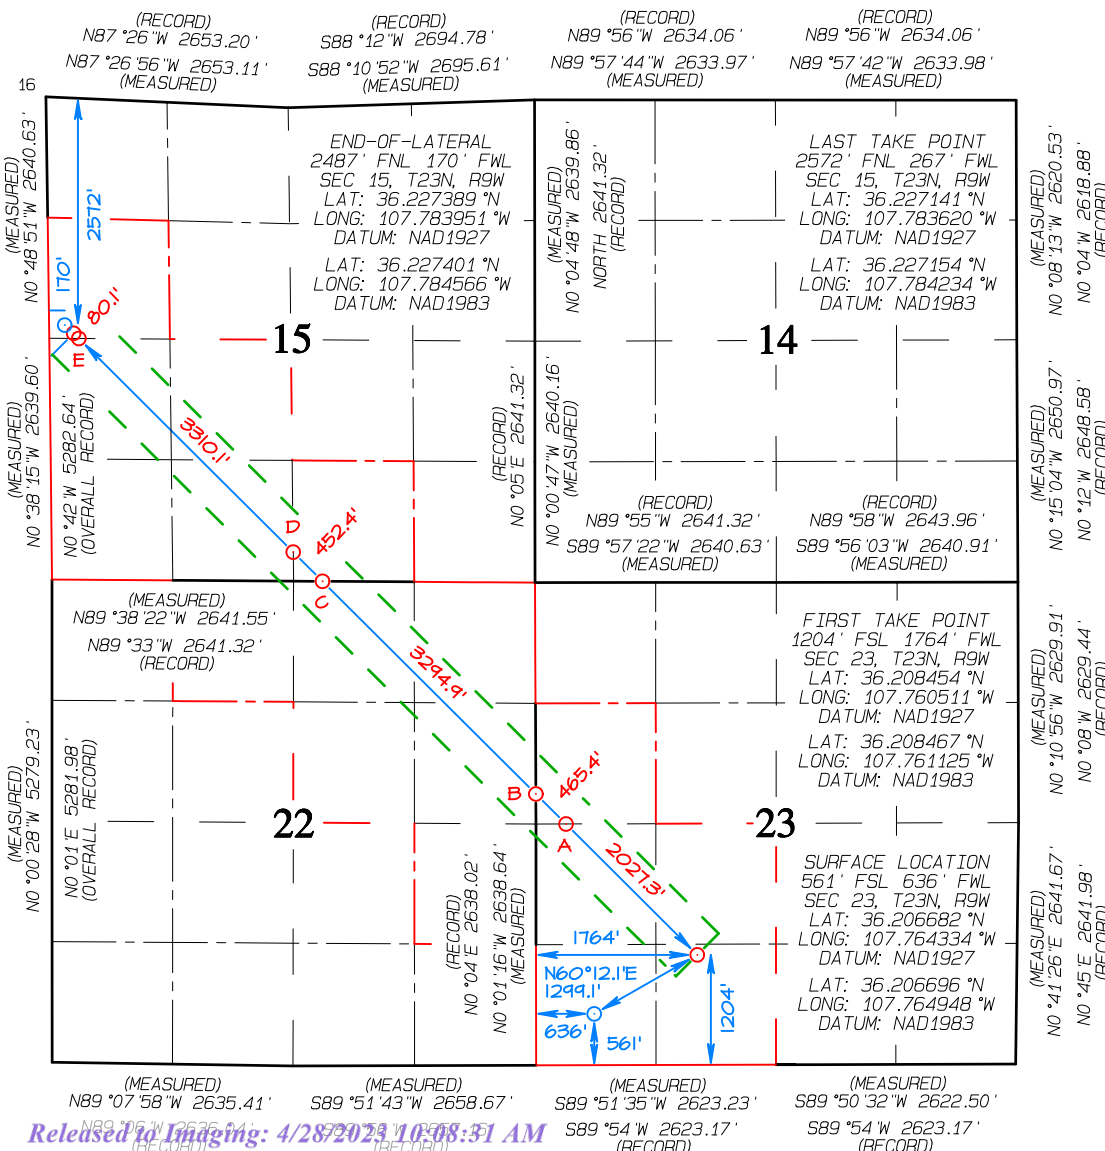 (RECORD)
N87°26'W 2653.20'
N87°26'56"W 2653.11'
(MEASURED)
(RECORD)
S88°12'W 2694.78'
S88°10'52"W 2695.61'
(MEASURED)
(RECORD)
N89°56'W 2634.06'
N89°57'44"W 2633.97'
(MEASURED)
(RECORD)
N89°56'W 2634.06'
N89°57'42"W 2633.98'
(MEASURED)
16
(MEASURED)
N0°48'51"W 2640.63'
2572'
170'
80.1'
E
END-OF-LATERAL
2487' FNL 170' FWL
SEC 15, T23N, R9W
LAT: 36.227389°N
LONG: 107.783951°W
DATUM: NAD1927
LAT: 36.227401°N
LONG: 107.784566°W
DATUM: NAD1983
(MEASURED)
N0°04'48"W 2639.86'
NORTH 2641.32'
(RECORD)
LAST TAKE POINT
2572' FNL 267' FWL
SEC 15, T23N, R9W
LAT: 36.227141°N
LONG: 107.783620°W
DATUM: NAD1927
LAT: 36.227154°N
LONG: 107.784234°W
DATUM: NAD1983
(MEASURED)
N0°08'13"W 2620.53'
N0°04'W 2618.88'
(RECORD)
15
14
(MEASURED)
N0°38'15"W 2639.60'
N0°42'W 5282.64'
(OVERALL RECORD)
3310.1'
D
452.4'
C
(RECORD)
N0°05'E 2641.32'
N0°00'47"W 2640.16'
(MEASURED)
(RECORD)
N89°55'W 2641.32'
S89°57'22"W 2640.63'
(MEASURED)
(RECORD)
N89°58'W 2643.96'
S89°56'03"W 2640.91'
(MEASURED)
(MEASURED)
N0°15'04"W 2650.97'
N0°12'W 2648.58'
(RECORD)
(MEASURED)
N89°38'22"W 2641.55'
N89°33'W 2641.32'
(RECORD)
3294.9'
FIRST TAKE POINT
1204' FSL 1764' FWL
SEC 23, T23N, R9W
LAT: 36.208454°N
LONG: 107.760511°W
DATUM: NAD1927
LAT: 36.208467°N
LONG: 107.761125°W
DATUM: NAD1983
(MEASURED)
N0°10'56"W 2629.91'
N0°08'W 2629.44'
(RECORD)
(MEASURED)
N0°00'28"W 5279.23'
N0°01'E 5281.98'
(OVERALL RECORD)
B
465.4'
A
22
23
2027.3'
(RECORD)
N0°04'E 2638.02'
N0°01'16"W 2638.64'
(MEASURED)
1764'
N60°12.1'E
1299.1'
636'
561'
1204'
SURFACE LOCATION
561' FSL 636' FWL
SEC 23, T23N, R9W
LAT: 36.206682°N
LONG: 107.764334°W
DATUM: NAD1927
LAT: 36.206696°N
LONG: 107.764948°W
DATUM: NAD1983
(MEASURED)
N0°41'26"E 2641.67'
N0°45'E 2641.98'
(RECORD)
(MEASURED)
N89°07'58"W 2635.41'
(RECORD)
(MEASURED)
S89°51'43"W 2658.67'
(RECORD)
(MEASURED)
S89°51'35"W 2623.23'
S89°54'W 2623.17'
(RECORD)
(MEASURED)
S89°50'32"W 2622.50'
S89°54'W 2623.17'
(RECORD)
Released to Imaging: 4/28/2023 10:08:31 AM